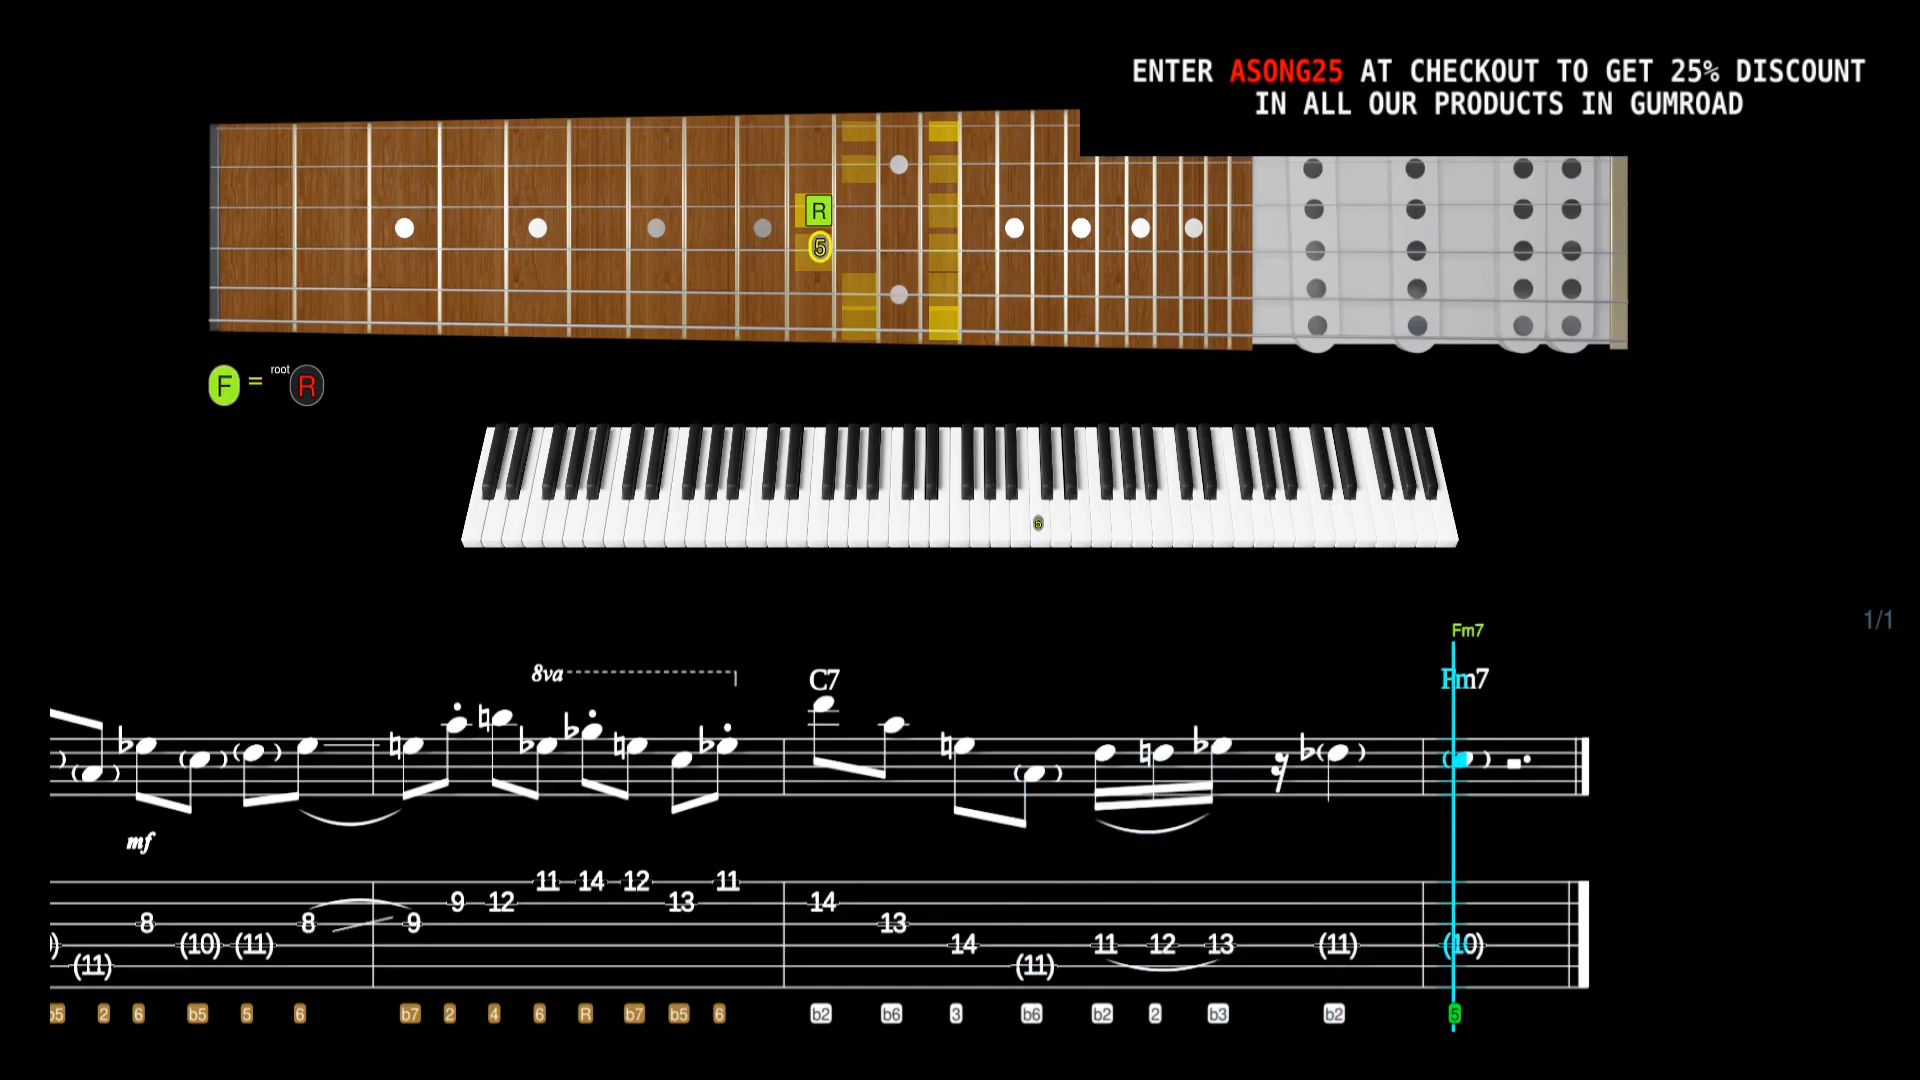 ENTER ASONG25 AT CHECKOUT TO GET 25% DISCOUNT
IN ALL OUR PRODUCTS IN GUMROAD
R
5
F = root R
5
1/1
Fm7
8va
C7 Fm7
mf
11 14 12 11
9 12 13 14
8 8 9 13
(10) (11) 14 11 12 13 (11) (10)
(11) (11)
b5 2 6 b5 5 6 b7 2 4 6 R b7 b5 6 b2 b6 3 b6 b2 2 b3 b2 5